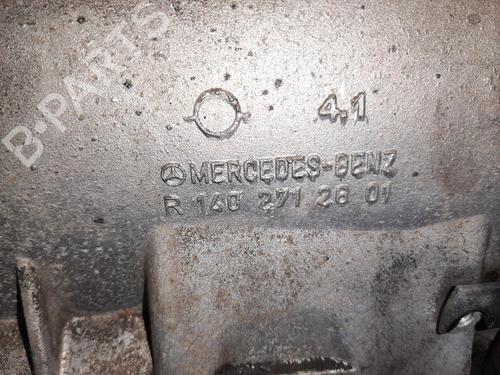 B-PARTS
4.1
MERCEDES-BENZ
R 140 271 26 01